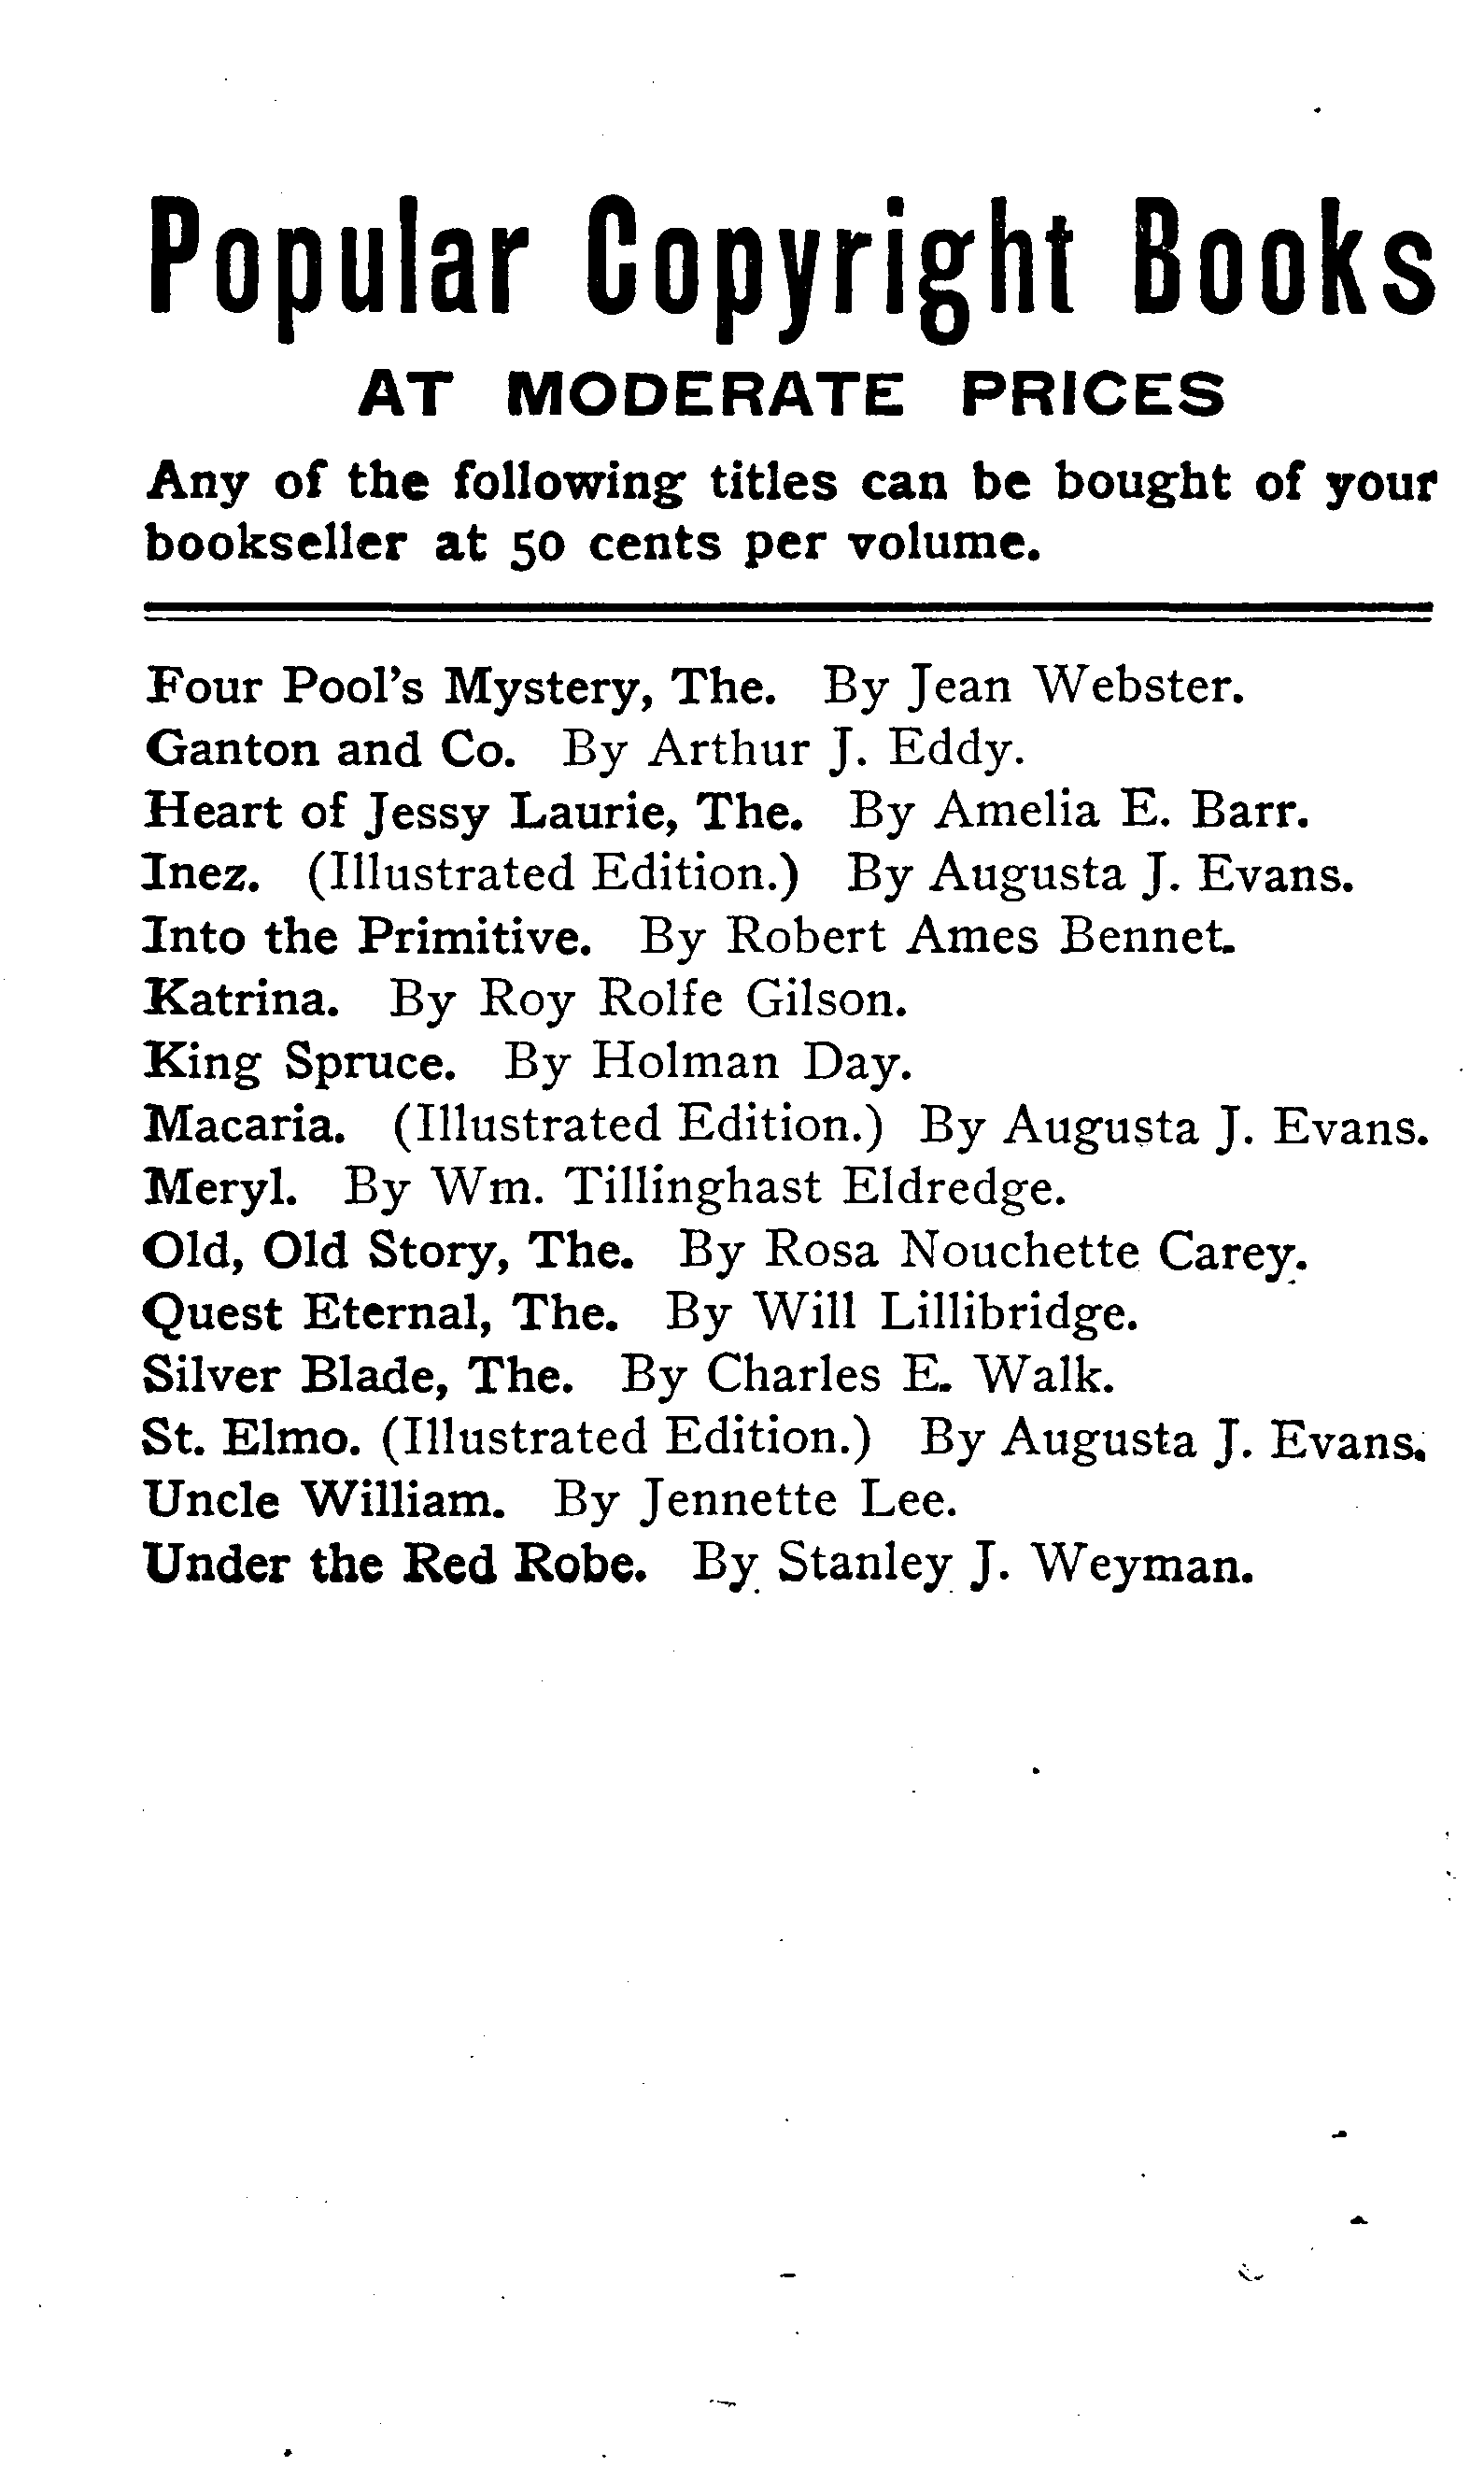 Popular Copyright Books
AT MODERATE PRICES
Any of the following titles can be bought of your
bookseller at 50 cents per volume.
Four Pool's Mystery, The. By Jean Webster.
Ganton and Co. By Arthur J. Eddy.
Heart of Jessy Laurie, The. By Amelia E. Barr.
Inez. (Illustrated Edition.) By Augusta J. Evans.
Into the Primitive. By Robert Ames Bennet.
Katrina. By Roy Rolfe Gilson.
King Spruce. By Holman Day.
Macaria. (Illustrated Edition.) By Augusta J. Evans.
Meryl. By Wm. Tillinghast Eldredge.
Old, Old Story, The. By Rosa Nouchette Carey.
Quest Eternal, The. By Will Lillibridge.
Silver Blade, The. By Charles E. Walk.
St. Elmo. (Illustrated Edition.) By Augusta J. Evans.
Uncle William. By Jennette Lee.
Under the Red Robe. By Stanley J. Weyman.